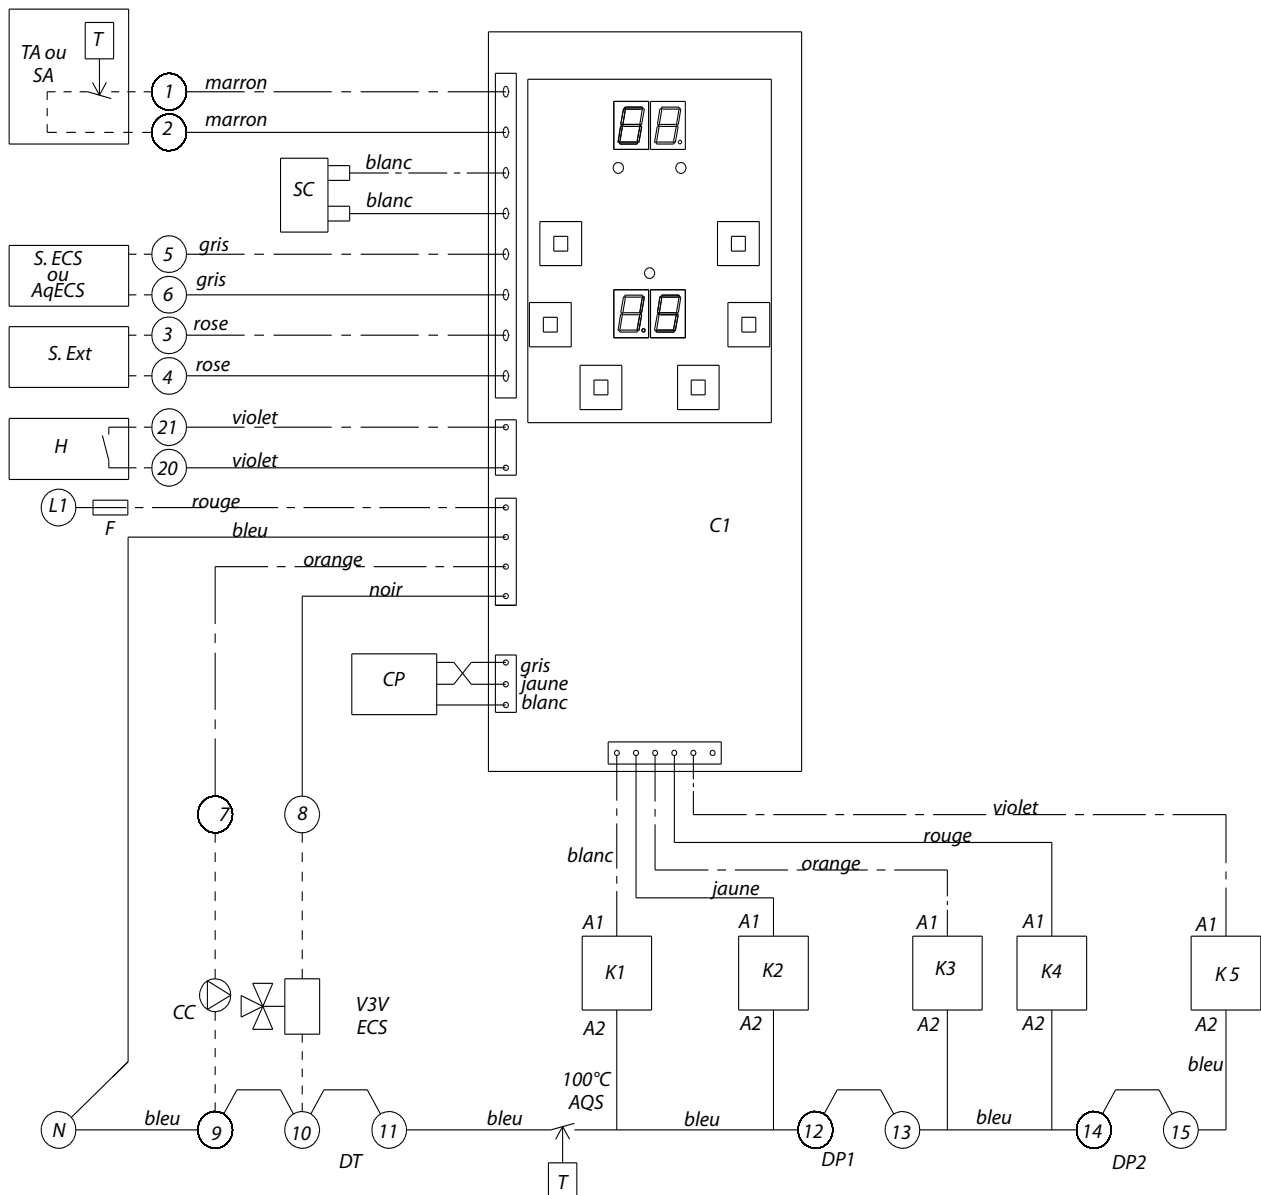 TA ou
SA
T
1
marron
2
marron
SC
blanc
blanc
S. ECS
ou
AqECS
5
gris
6
gris
S. Ext
3
rose
4
rose
H
21
violet
20
violet
L1
F
rouge
bleu
orange
noir
C1
CP
gris
jaune
blanc
7
8
violet
rouge
orange
jaune
blanc
A1
A1
A1
A1
A1
K1
K2
K3
K4
K 5
A2
A2
A2
A2
A2
CC
V3V
ECS
100°C
AQS
bleu
N
bleu
9
10
11
DT
bleu
T
bleu
12
DP1
13
bleu
14
DP2
15